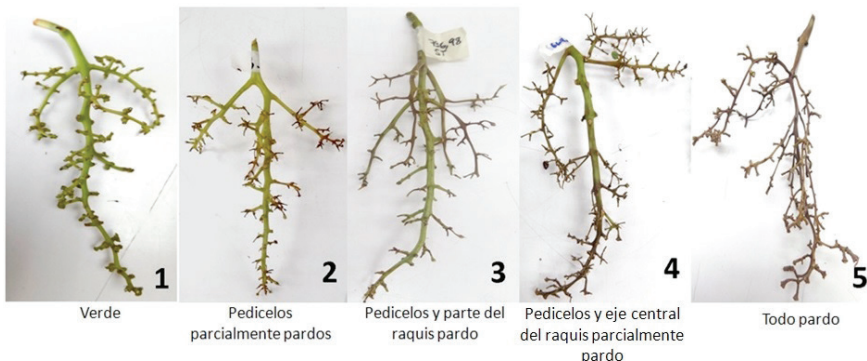 1
2
3
4
5
Verde
Pedicelos
parcialmente pardos
Pedicelos y parte del
raquis pardo
Pedicelos y eje central
del raquis parcialmente
pardo
Todo pardo